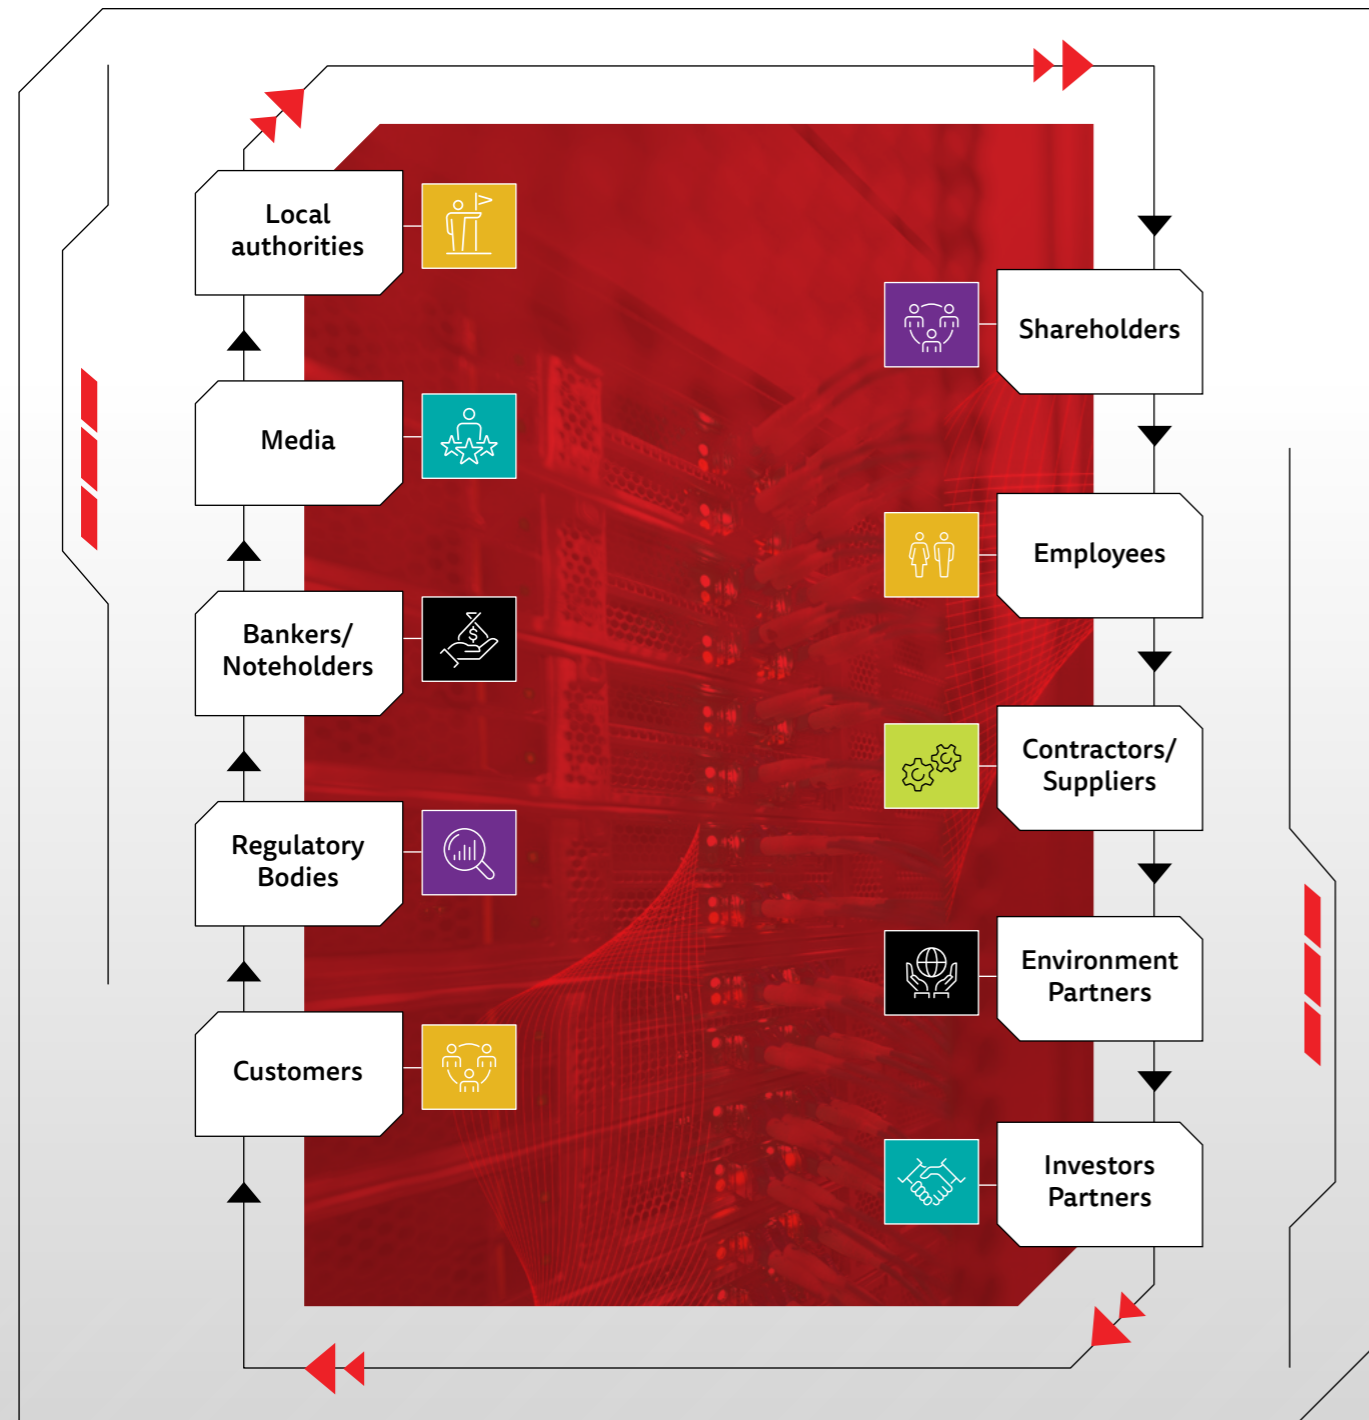 Local
authorities
Media
Bankers/
Noteholders
Regulatory
Bodies
Customers
Shareholders
Employees
Contractors/
Suppliers
Environment
Partners
Investors
Partners
$